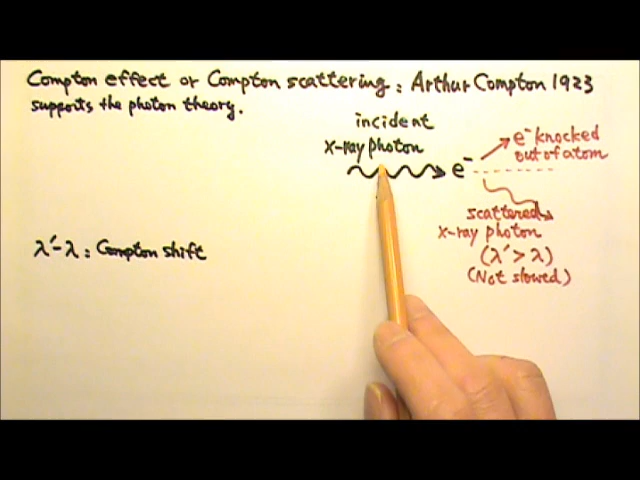 Compton effect or Compton scattering: Arthur Compton 1923
supports the photon theory.
incident
x-ray photon
e⁻
e⁻ knocked
out of atom
scattered
x-ray photon
(λ' > λ)
(Not slowed)
λ' - λ : Compton shift